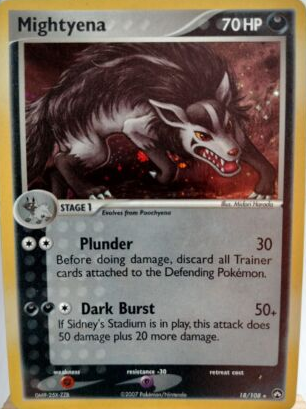 Mightyena 70 HP
Illus. Midori Harada
STAGE 1
Evolves from Poochyena
Plunder 30
Before doing damage, discard all Trainer
cards attached to the Defending Pokémon.
Dark Burst 50+
If Sidney's Stadium is in play, this attack does
50 damage plus 20 more damage.
weakness resistance -30 retreat cost
©2007 Pokémon/Nintendo 18/108